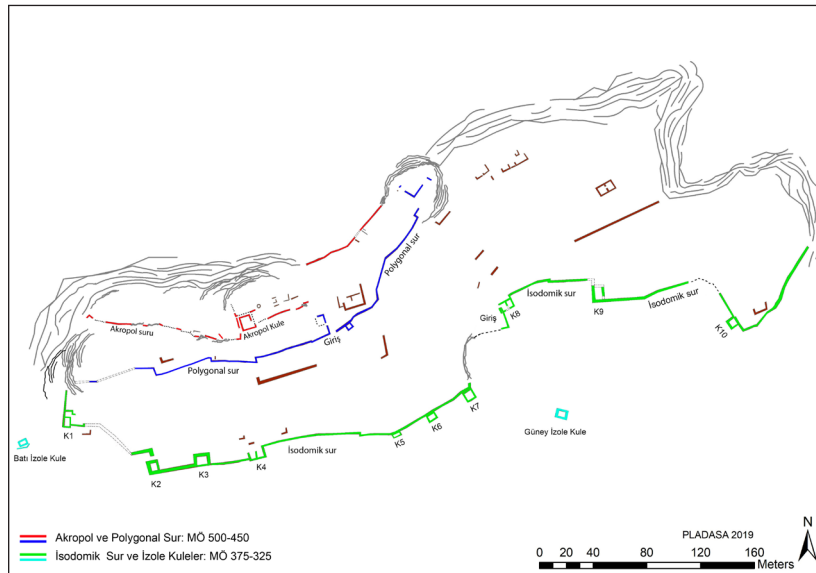 Polygonal sur
Akropol suru
Akropol Kule
Giriş
Polygonal sur
Isodomik sur
Giriş
K8
K9
Isodomik sur
K10
K1
Batı İzole Kule
K2
K3
K4
İsodomik sur
K5
K6
K7
Güney İzole Kule
Akropol ve Polygonal Sur: MÖ 500-450
İsodomik Sur ve İzole Kuleler: MÖ 375-325
PLADASA 2019
N
0 20 40 80 120 160
Meters